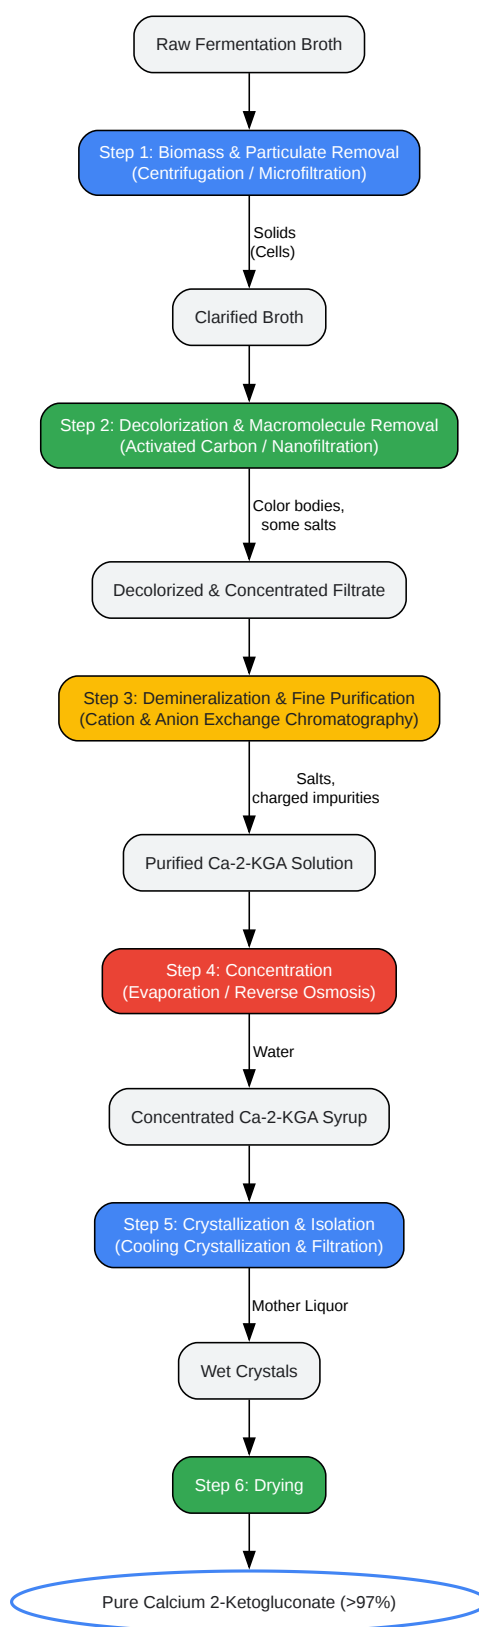 Raw Fermentation Broth
Step 1: Biomass & Particulate Removal
(Centrifugation / Microfiltration)
Solids
(Cells)
Clarified Broth
Step 2: Decolorization & Macromolecule Removal
(Activated Carbon / Nanofiltration)
Color bodies,
some salts
Decolorized & Concentrated Filtrate
Step 3: Demineralization & Fine Purification
(Cation & Anion Exchange Chromatography)
Salts,
charged impurities
Purified Ca-2-KGA Solution
Step 4: Concentration
(Evaporation / Reverse Osmosis)
Water
Concentrated Ca-2-KGA Syrup
Step 5: Crystallization & Isolation
(Cooling Crystallization & Filtration)
Mother Liquor
Wet Crystals
Step 6: Drying
Pure Calcium 2-Ketogluconate (>97%)